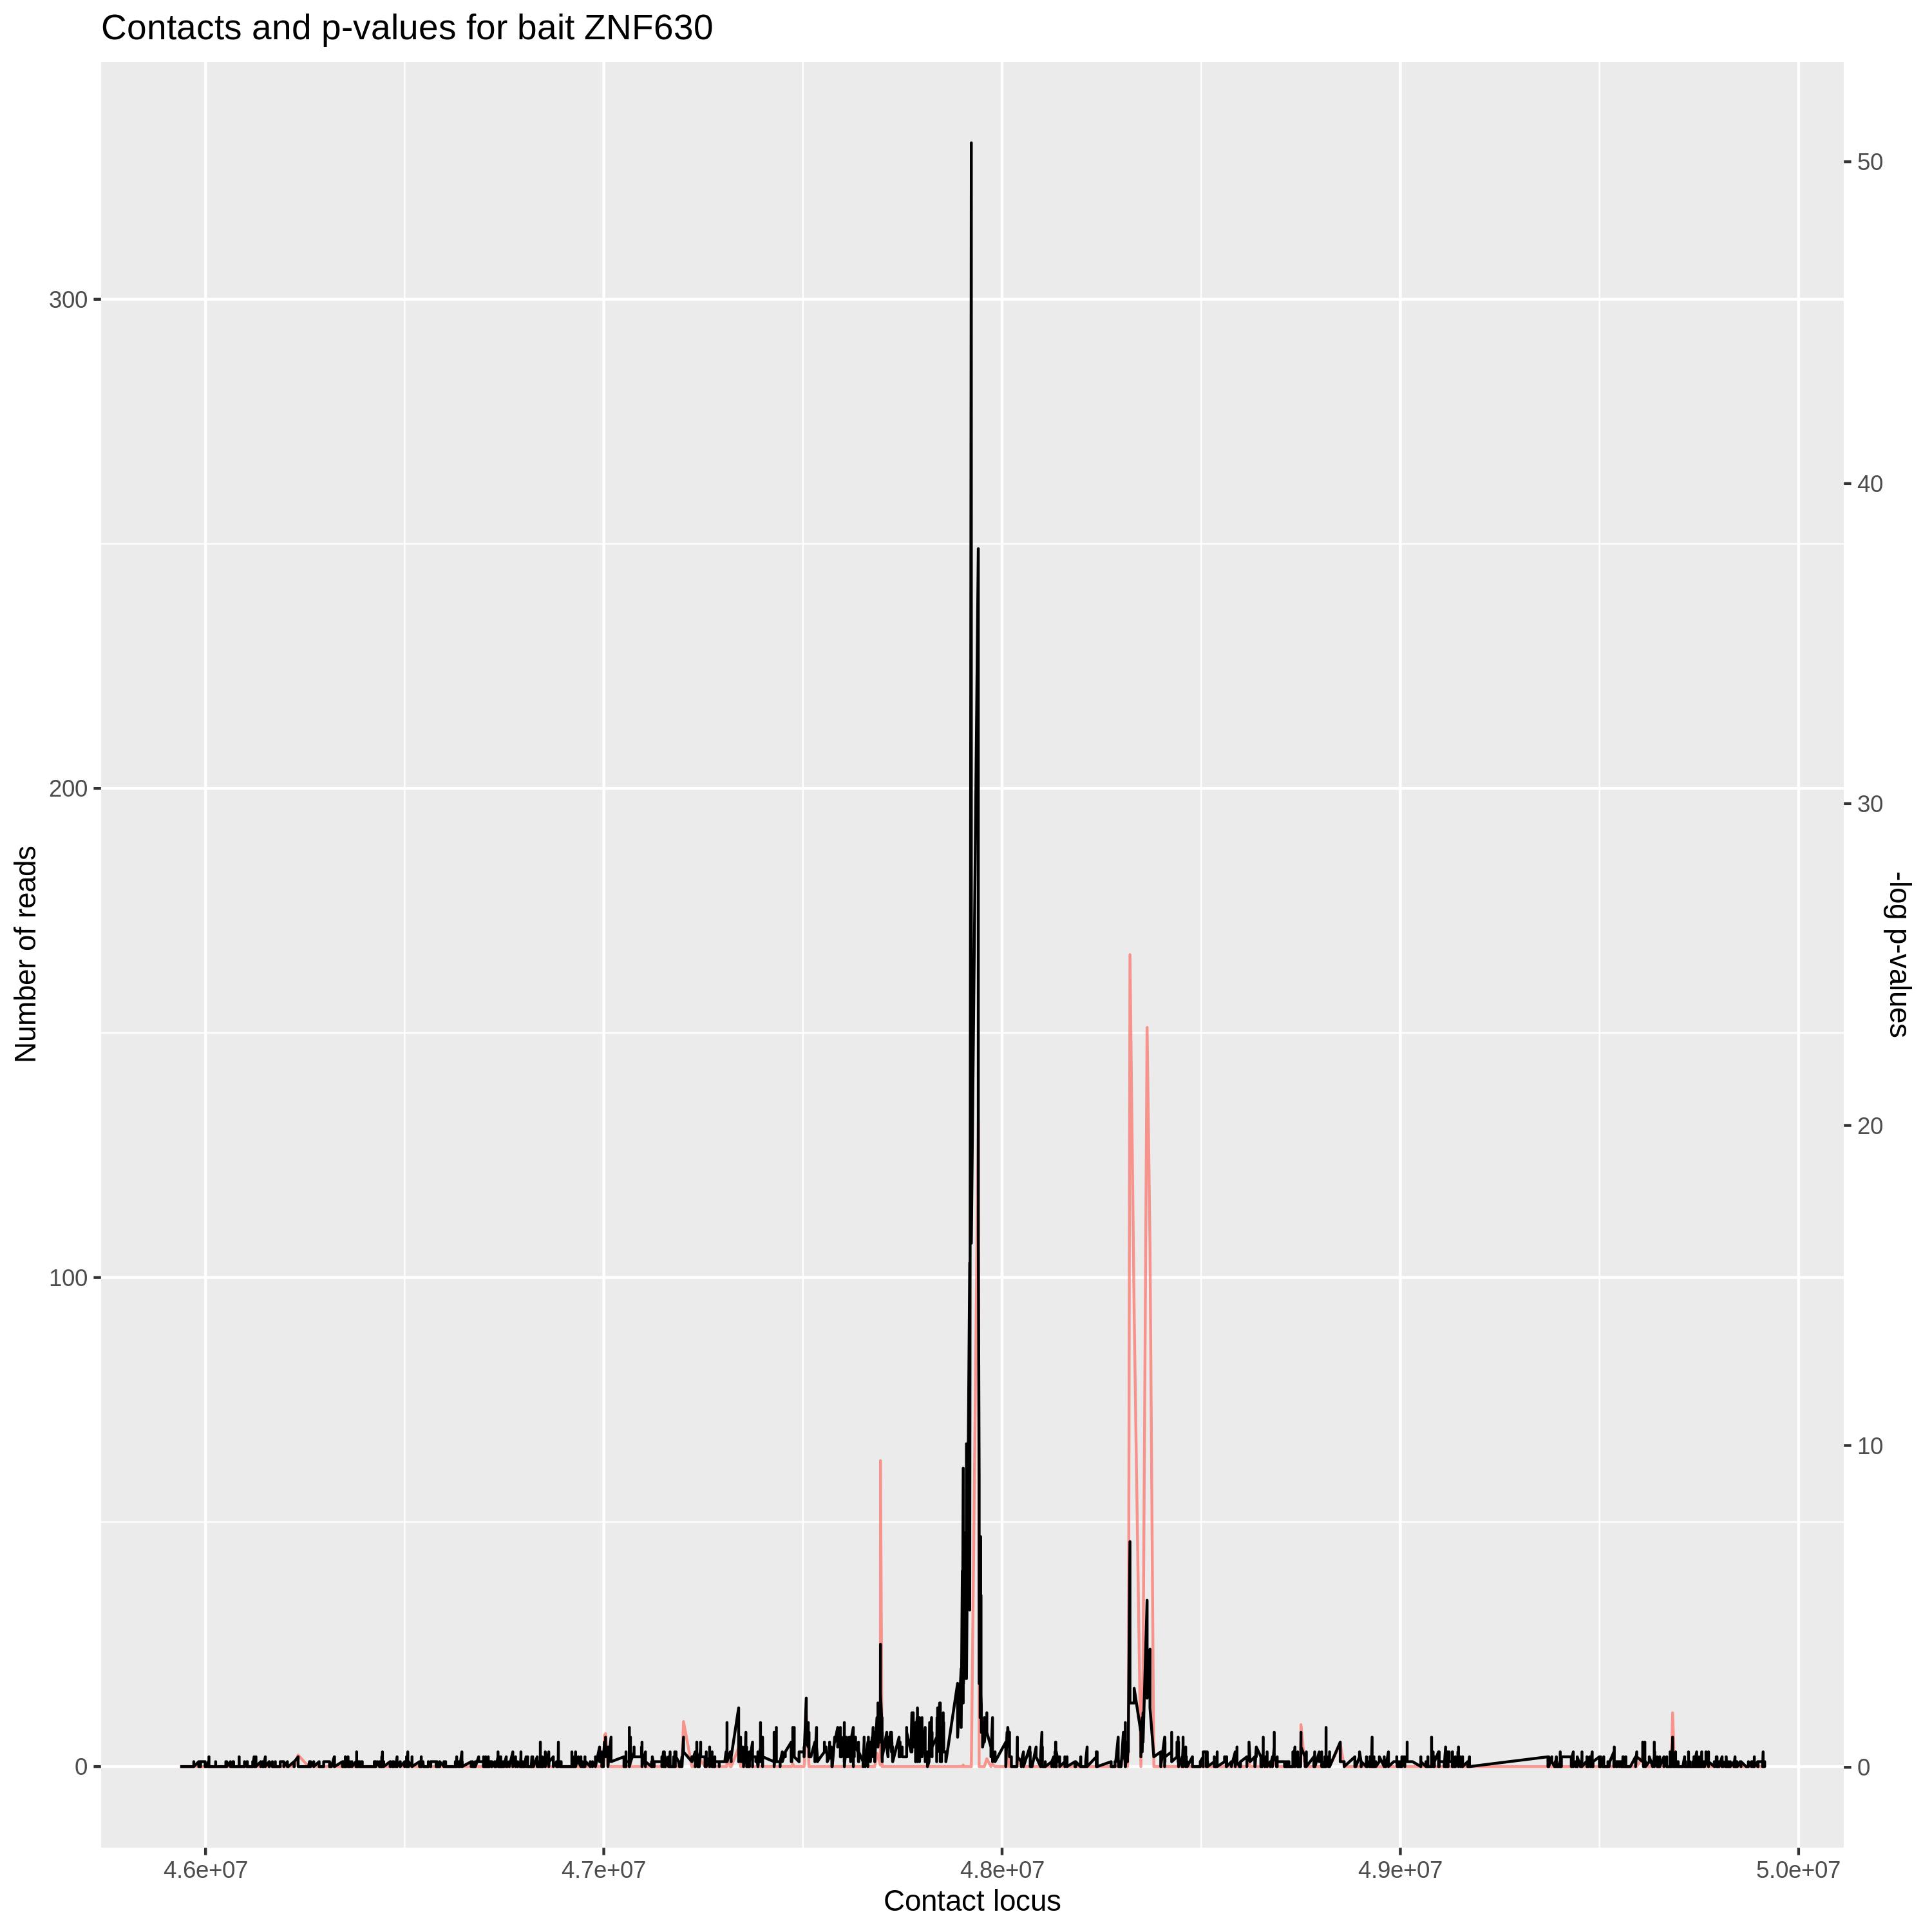 Contacts and p-values for bait ZNF630
Number of reads
300
200
100
0
50
40
30
20
10
0
-log p-values
4.6e+07
4.7e+07
4.8e+07
4.9e+07
5.0e+07
Contact locus